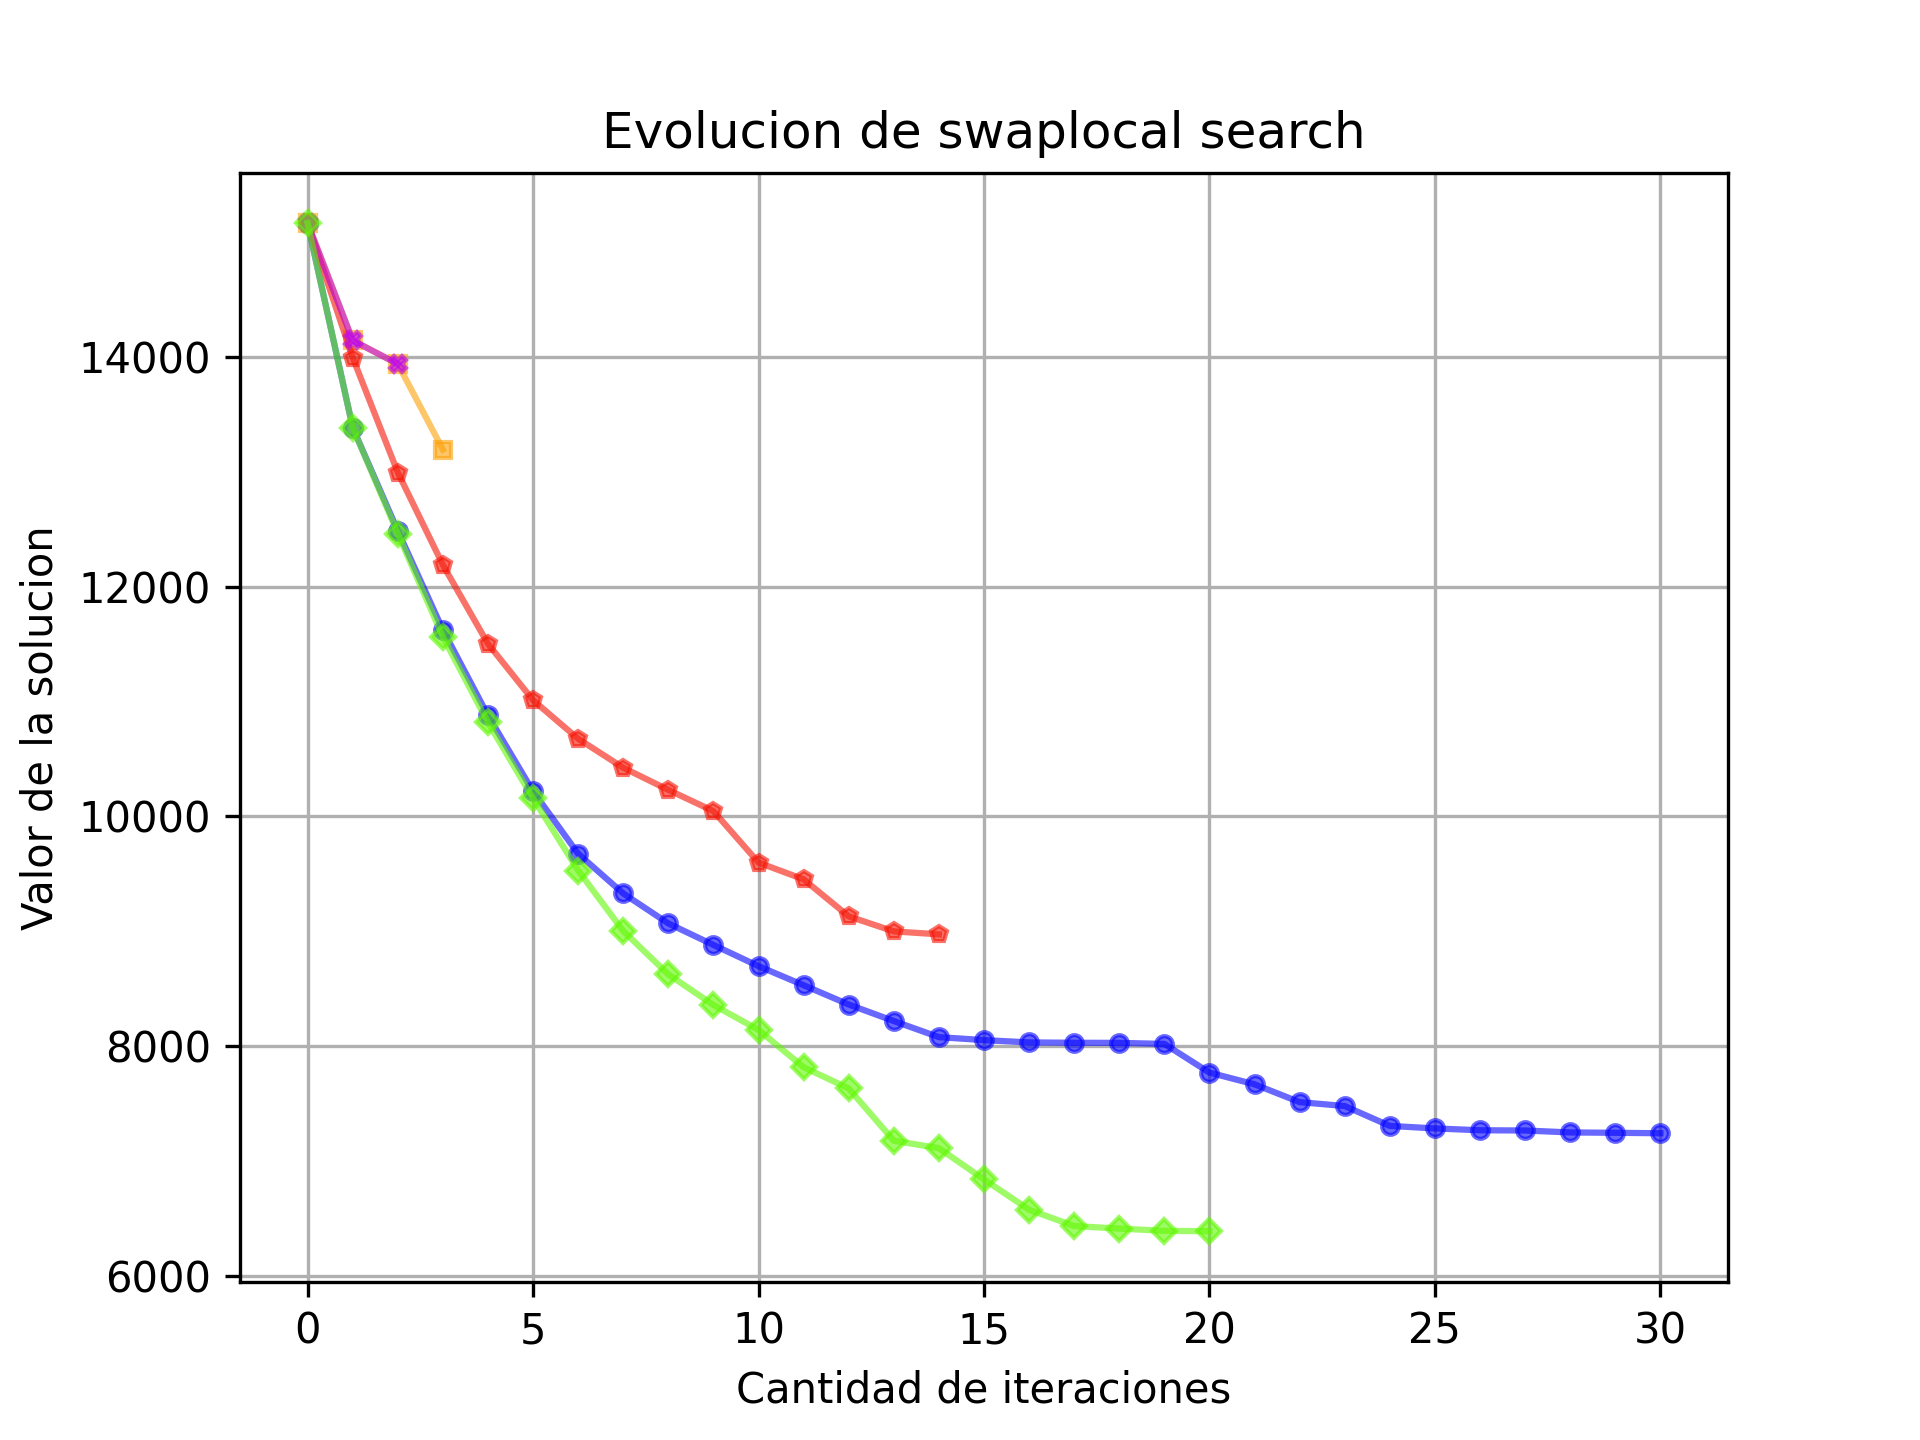 Evolucion de swaplocal search
Valor de la solucion
14000
12000
10000
8000
6000
0 5 10 15 20 25 30
Cantidad de iteraciones